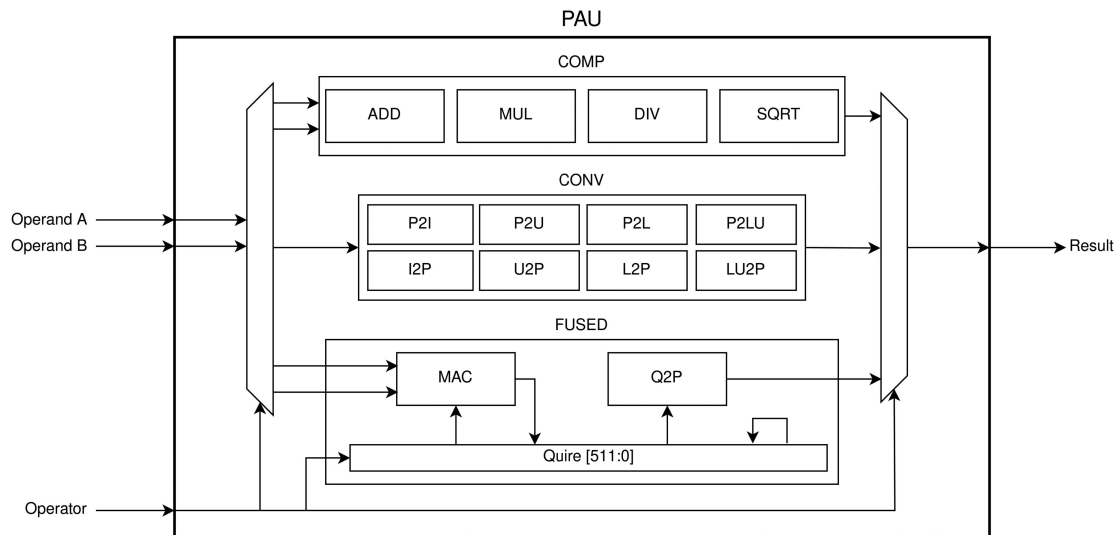 PAU
COMP
ADD MUL DIV SQRT
CONV
P2I P2U P2L P2LU
I2P U2P L2P LU2P
Operand A
Operand B
Result
FUSED
MAC Q2P
Quire [511:0]
Operator